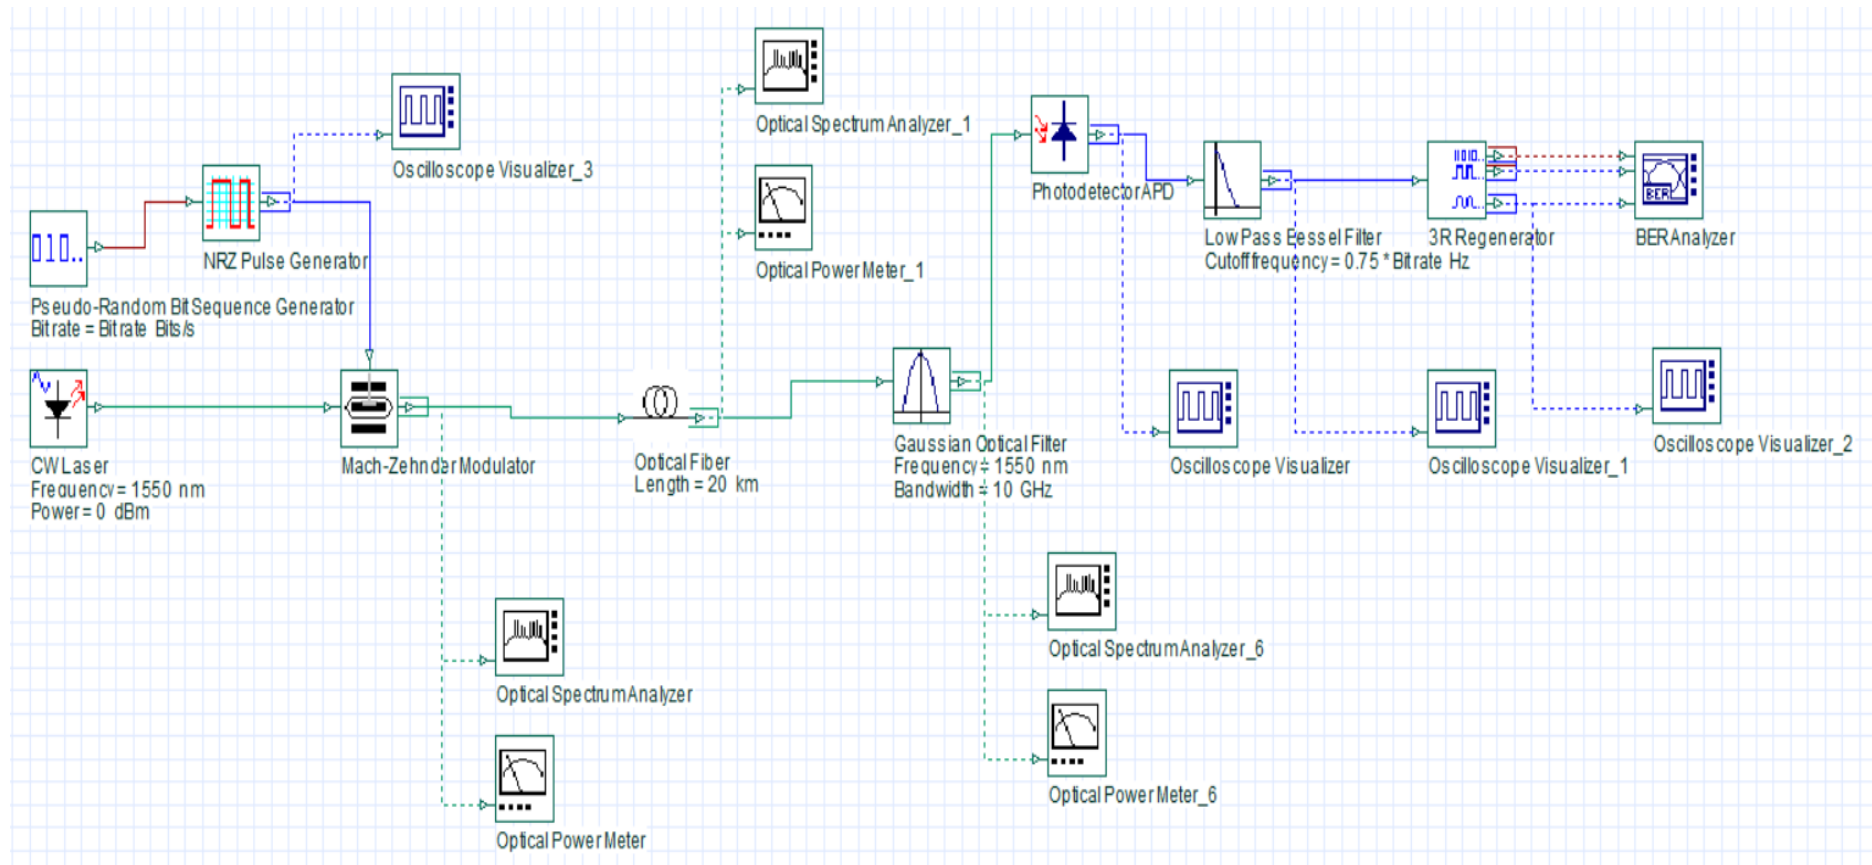 Optical Spectrum Analyzer_1
Oscilloscope Visualizer_3
Photodetector APD
NRZ Pulse Generator
Optical Power Meter_1
Low Pass Bessel Filter
Cutoff frequency = 0.75 * Bitrate Hz
3R Regenerator
BER Analyzer
BER
Pseudo-Random Bit Sequence Generator
Bitrate = Bitrate Bits/s
010..
CW Laser
Frequency = 1550 nm
Power = 0 dBm
Mach-Zehnder Modulator
Optical Fiber
Length = 20 km
Gaussian Optical Filter
Frequency = 1550 nm
Bandwidth = 10 GHz
Oscilloscope Visualizer
Oscilloscope Visualizer_1
Oscilloscope Visualizer_2
Optical Spectrum Analyzer
Optical Spectrum Analyzer_6
Optical Power Meter
Optical Power Meter_6